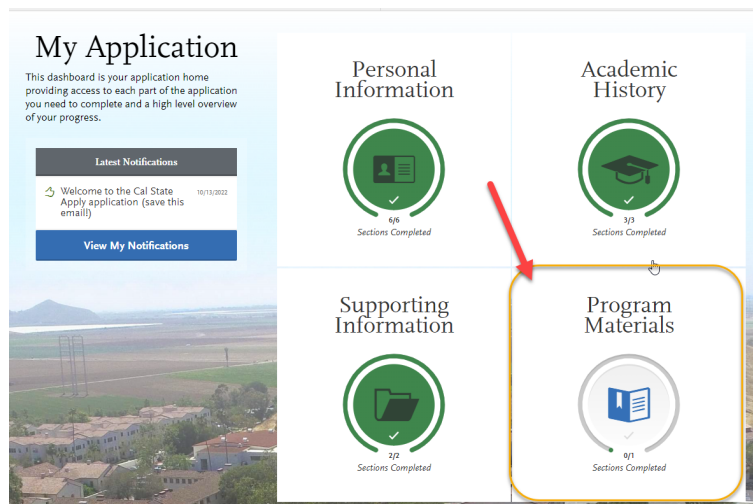 My Application
This dashboard is your application home
providing access to each part of the application
you need to complete and a high level overview
of your progress.
Latest Notifications
Welcome to the Cal State
Apply application (save this
email!)
10/13/2022
View My Notifications
Personal
Information
6/6
Sections Completed
Academic
History
3/3
Sections Completed
Supporting
Information
2/2
Sections Completed
Program
Materials
0/1
Sections Completed